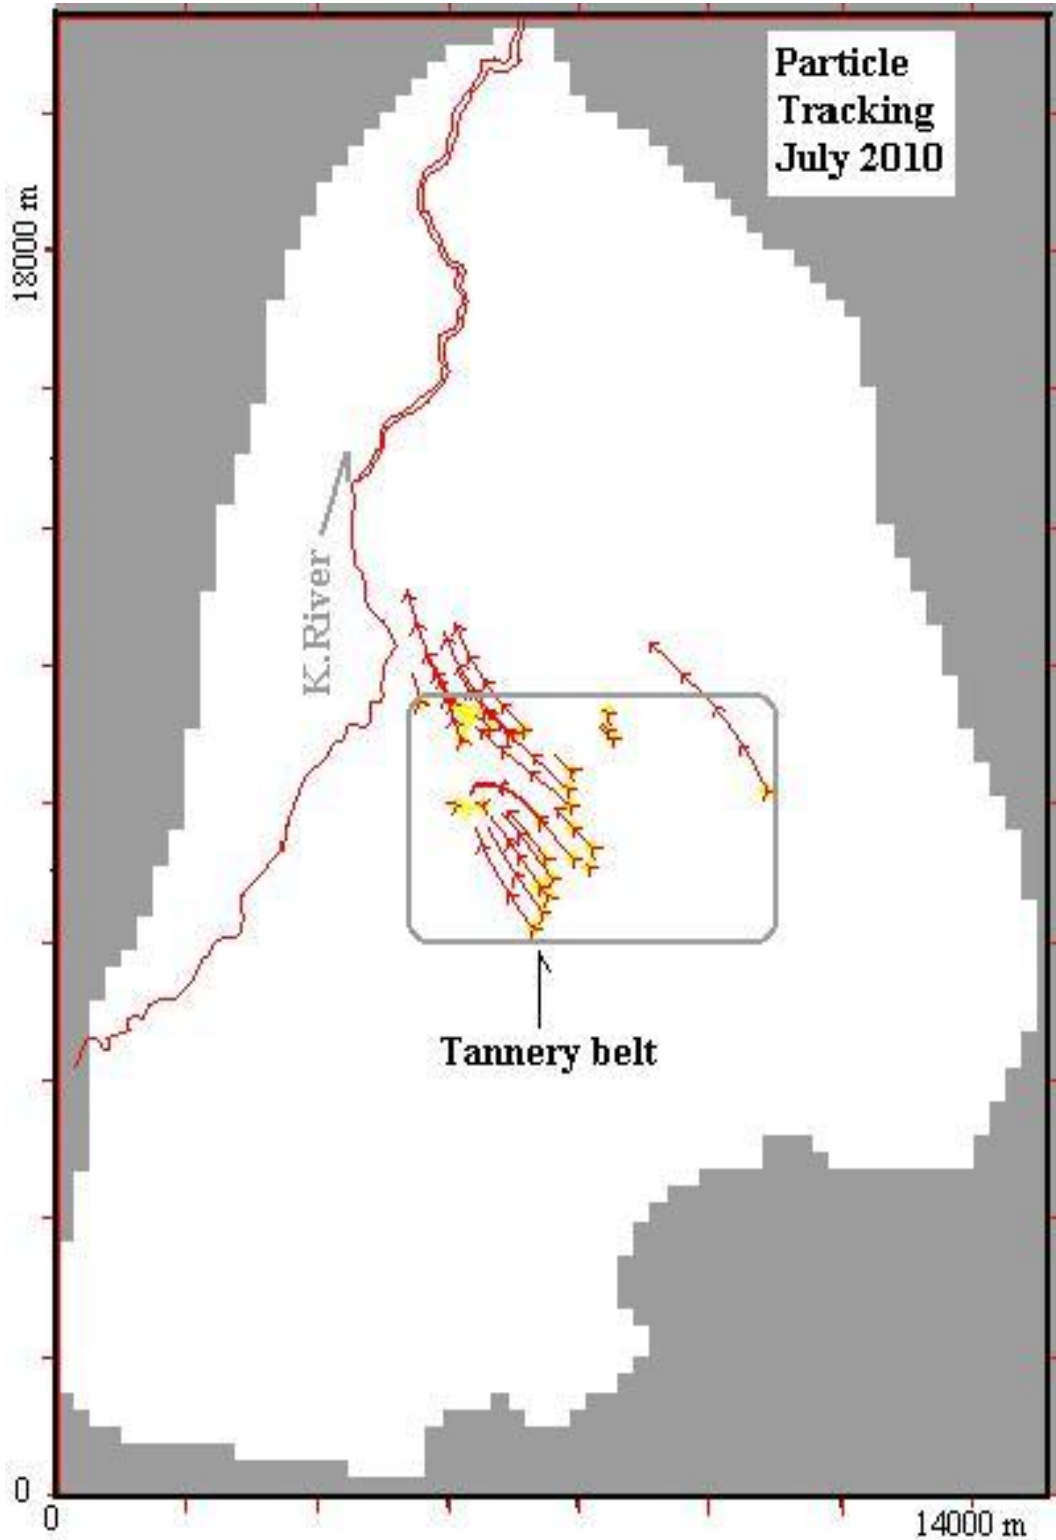 Particle
Tracking
July 2010
18000 m
K.River
Tannery belt
0
0
14000 m